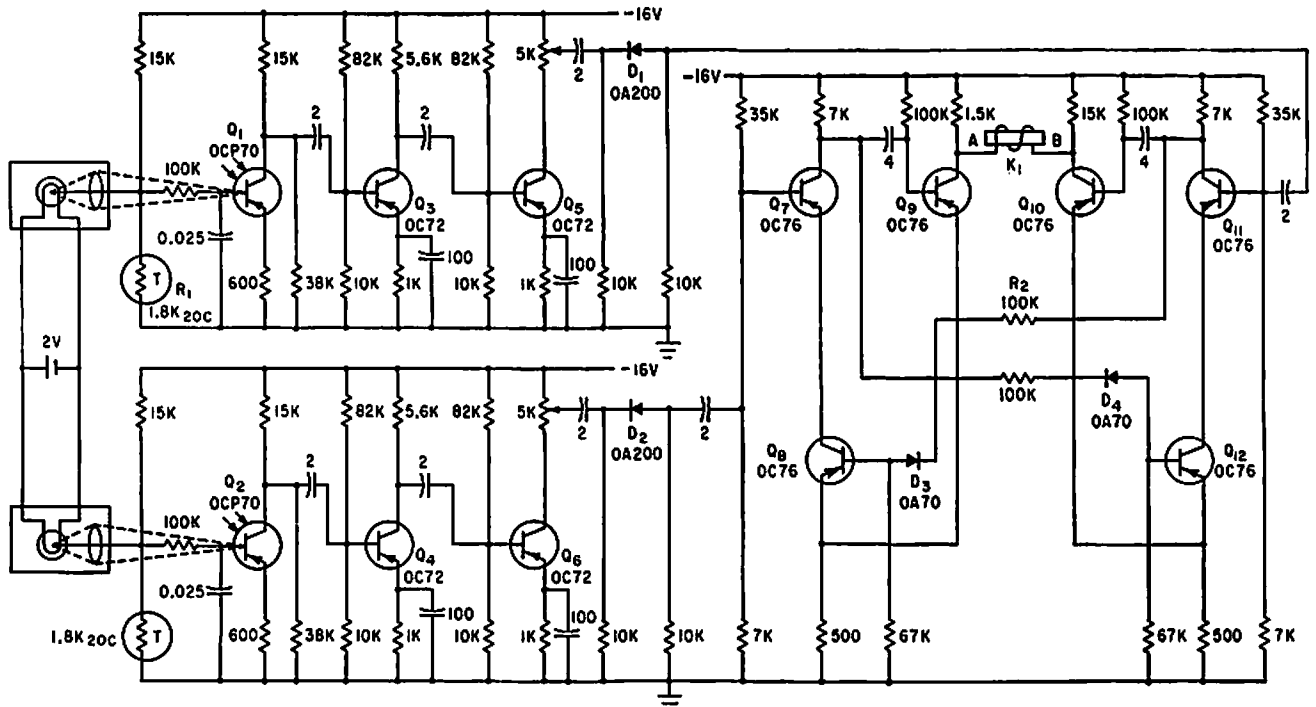 -16V
15K
15K
82K
5.6K
82K
5K
2
D1
OA200
-16V
35K
7K
100K
1.5K
15K
100K
7K
35K
2
2
Q1
OCP70
100K
A
B
K1
4
4
Q3
OC72
Q5
OC72
Q7
OC76
Q9
OC76
Q10
OC76
Q11
OC76
2
0.025
100
100
T
R1
1.8K 20C
600
38K
10K
1K
10K
1K
10K
10K
R2
100K
2V
-16V
15K
15K
82K
5.6K
82K
5K
2
D2
OA200
2
100K
D4
OA70
2
2
Q2
OCP70
100K
Q8
OC76
D3
OA70
Q12
OC76
Q4
OC72
Q6
OC72
0.025
100
100
1.8K 20C
T
600
38K
10K
1K
10K
1K
10K
10K
7K
500
67K
67K
500
7K